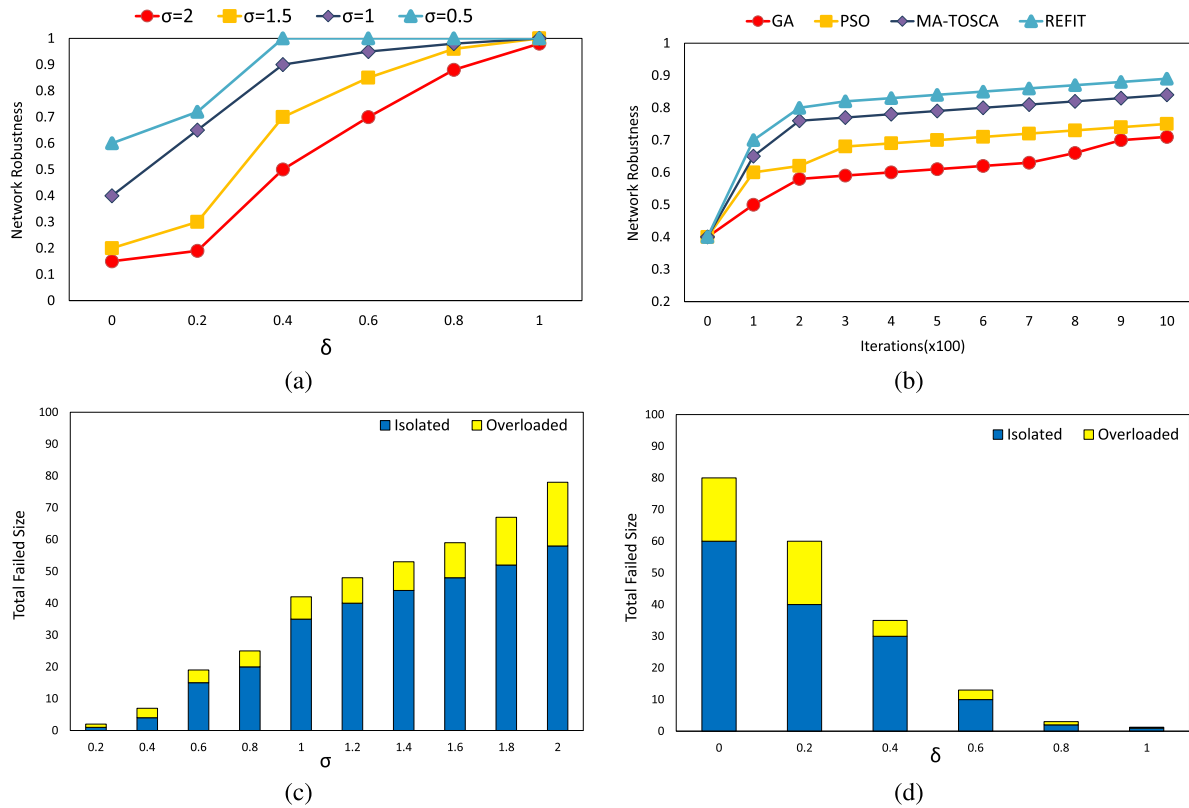 σ=2 σ=1.5 σ=1 σ=0.5
Network Robustness
1
0.9
0.8
0.7
0.6
0.5
0.4
0.3
0.2
0.1
0
0 0.2 0.4 0.6 0.8 1
δ
(a)
GA PSO MA-TOSCA REFIT
Network Robustness
1
0.9
0.8
0.7
0.6
0.5
0.4
0.3
0.2
0 1 2 3 4 5 6 7 8 9 10
Iterations(x100)
(b)
Isolated Overloaded
Total Failed Size
100
90
80
70
60
50
40
30
20
10
0
0.2 0.4 0.6 0.8 1 1.2 1.4 1.6 1.8 2
σ
(c)
Isolated Overloaded
Total Failed Size
100
90
80
70
60
50
40
30
20
10
0
0 0.2 0.4 0.6 0.8 1
δ
(d)